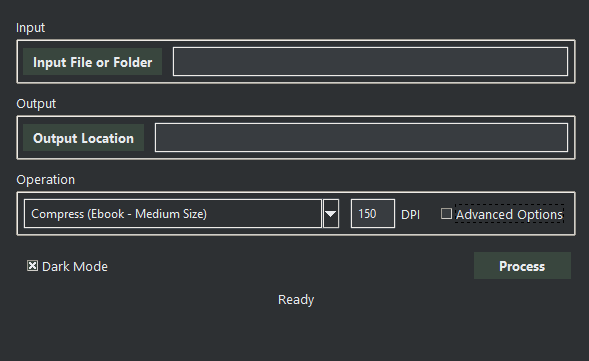 Input
Input File or Folder
Output
Output Location
Operation
Compress (Ebook - Medium Size) 150 DPI Advanced Options
Dark Mode Process
Ready